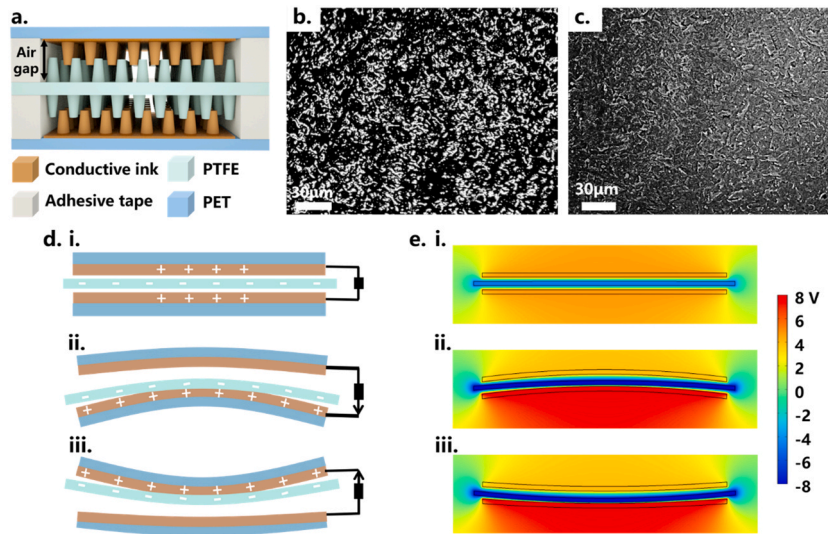 a.
Air
gap
Conductive ink
PTFE
Adhesive tape
PET
b.
30μm
c.
30μm
d. i.
+ + + +
- - - - - - -
+ + + +
ii.
- - - - - - -
+ + + + + + + +
iii.
+ + + + + + + +
- - - - - - -
e. i.
ii.
iii.
8 V
6
4
2
0
-2
-4
-6
-8